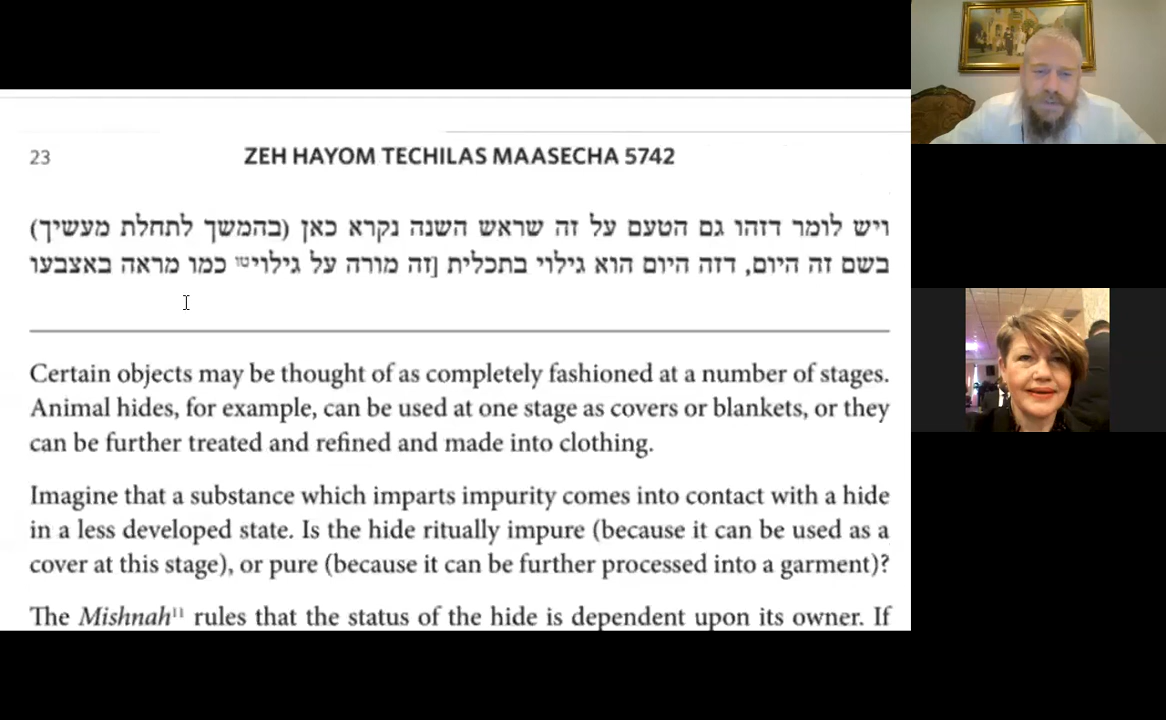 23
ZEH HAYOM TECHILAS MAASECHA 5742
ויש לומר דזהו גם הטעם על זה שראש השנה נקרא כאן (בהמשך לתחלת מעשיך)
בשם זה היום, דזה היום הוא גילוי בתכלית [זה מורה על גילויטו כמו מראה באצבעו
Certain objects may be thought of as completely fashioned at a number of stages.
Animal hides, for example, can be used at one stage as covers or blankets, or they
can be further treated and refined and made into clothing.
Imagine that a substance which imparts impurity comes into contact with a hide
in a less developed state. Is the hide ritually impure (because it can be used as a
cover at this stage), or pure (because it can be further processed into a garment)?
The Mishnah11 rules that the status of the hide is dependent upon its owner. If